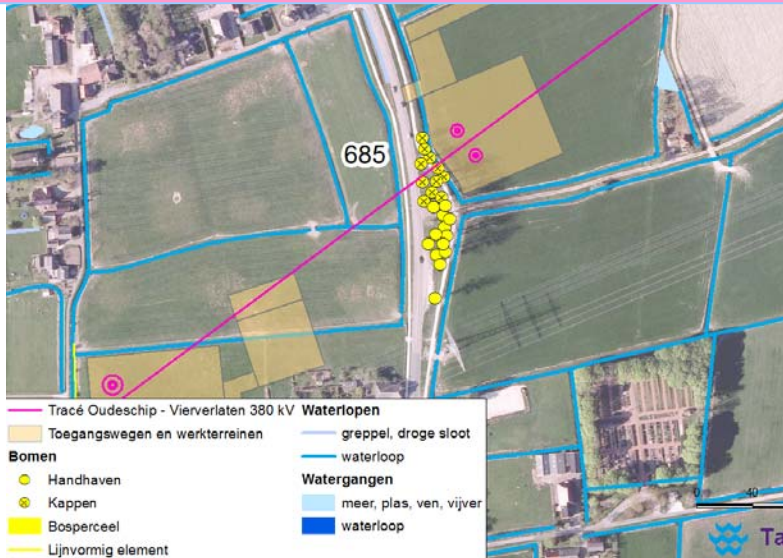 685
Tracé Oudeschip - Vierverlaten 380 kV
Toegangswegen en werkterreinen
Bomen
Handhaven
Kappen
Bosperceel
Lijnvormig element
Waterlopen
greppel, droge sloot
waterloop
Watergangen
meer, plas, ven, vijver
waterloop
0 40
Ta